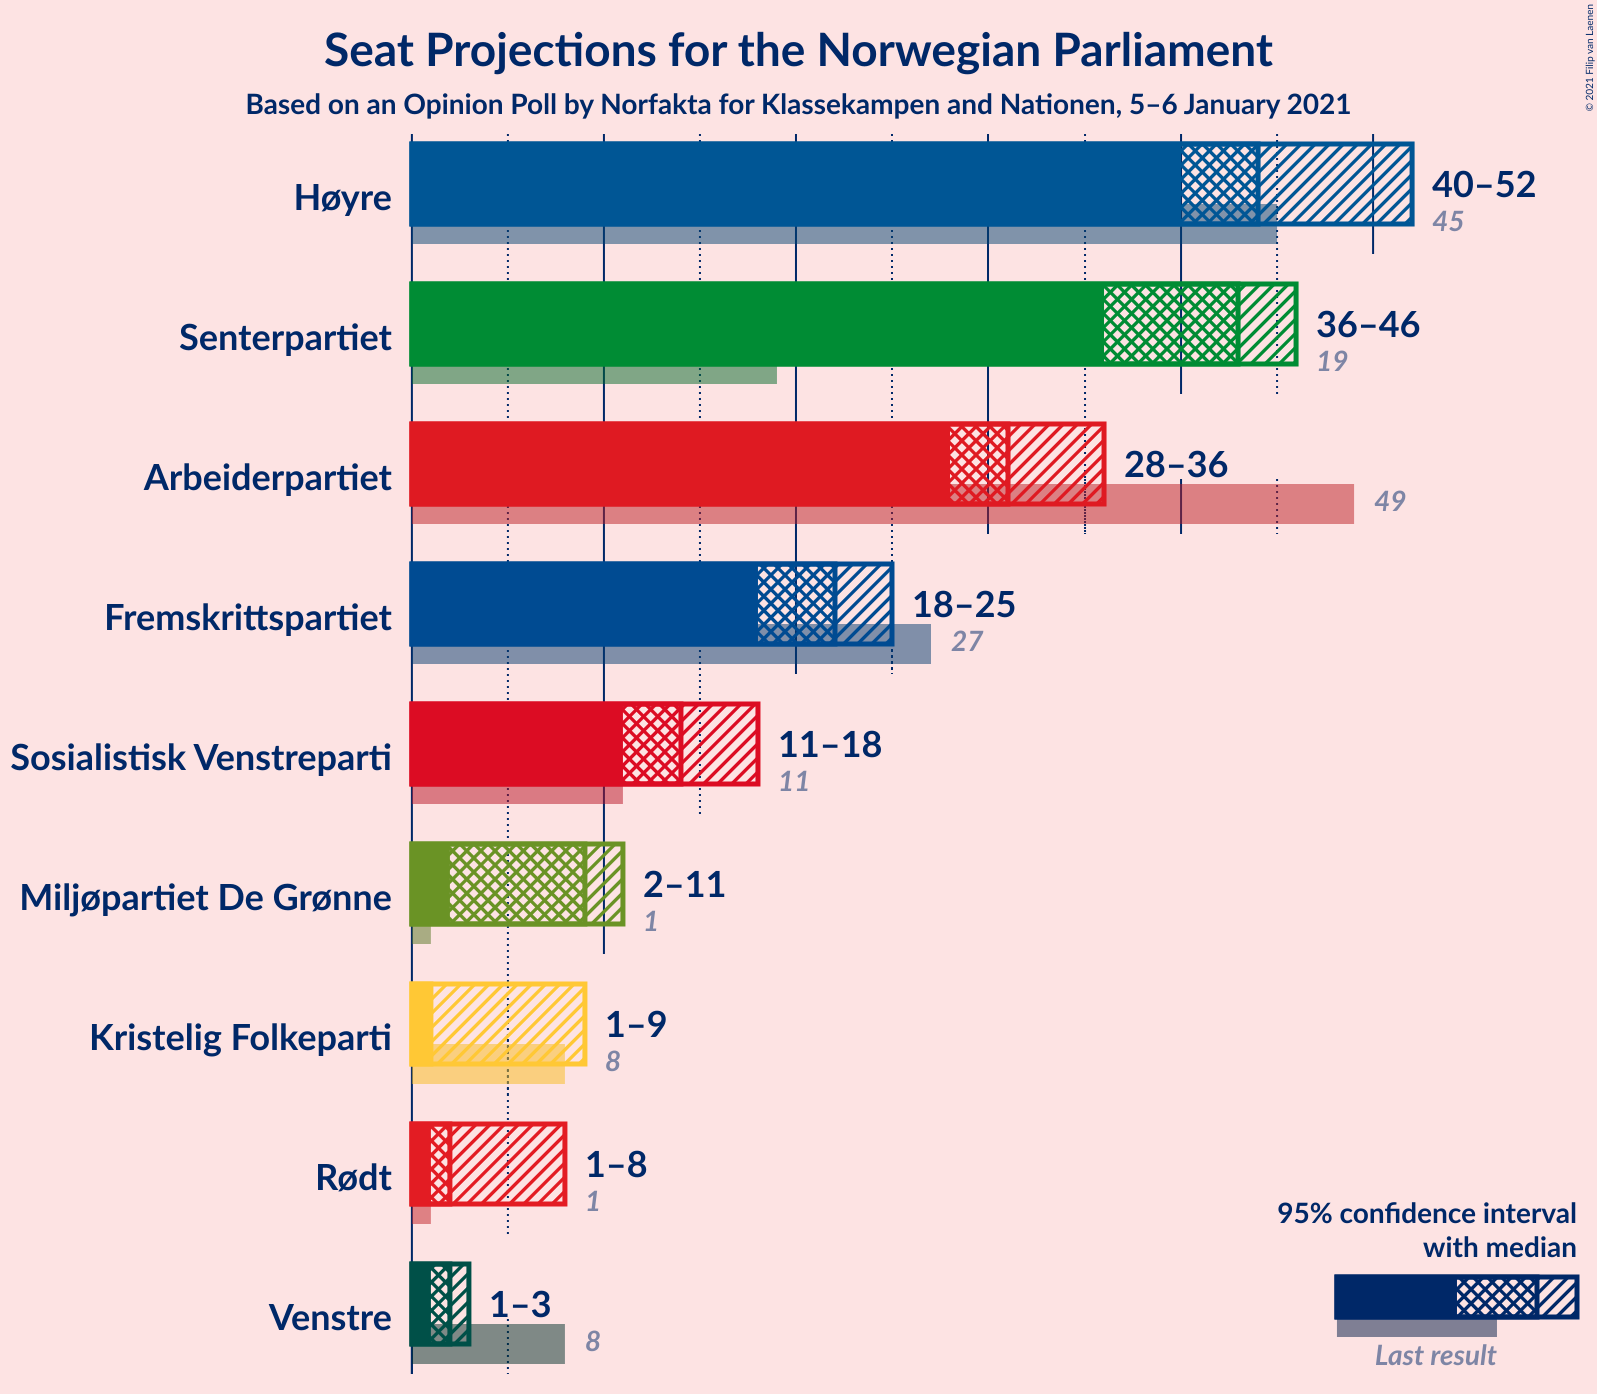 Seat Projections for the Norwegian Parliament
Based on an Opinion Poll by Norfakta for Klassekampen and Nationen, 5–6 January 2021
© 2021 Filip van Laenen
Høyre
40–52
45
Senterpartiet
36–46
19
Arbeiderpartiet
28–36
49
Fremskrittspartiet
18–25
27
Sosialistisk Venstreparti
11–18
11
Miljøpartiet De Grønne
2–11
1
Kristelig Folkeparti
1–9
8
Rødt
1–8
1
Venstre
1–3
8
95% confidence interval
with median
Last result